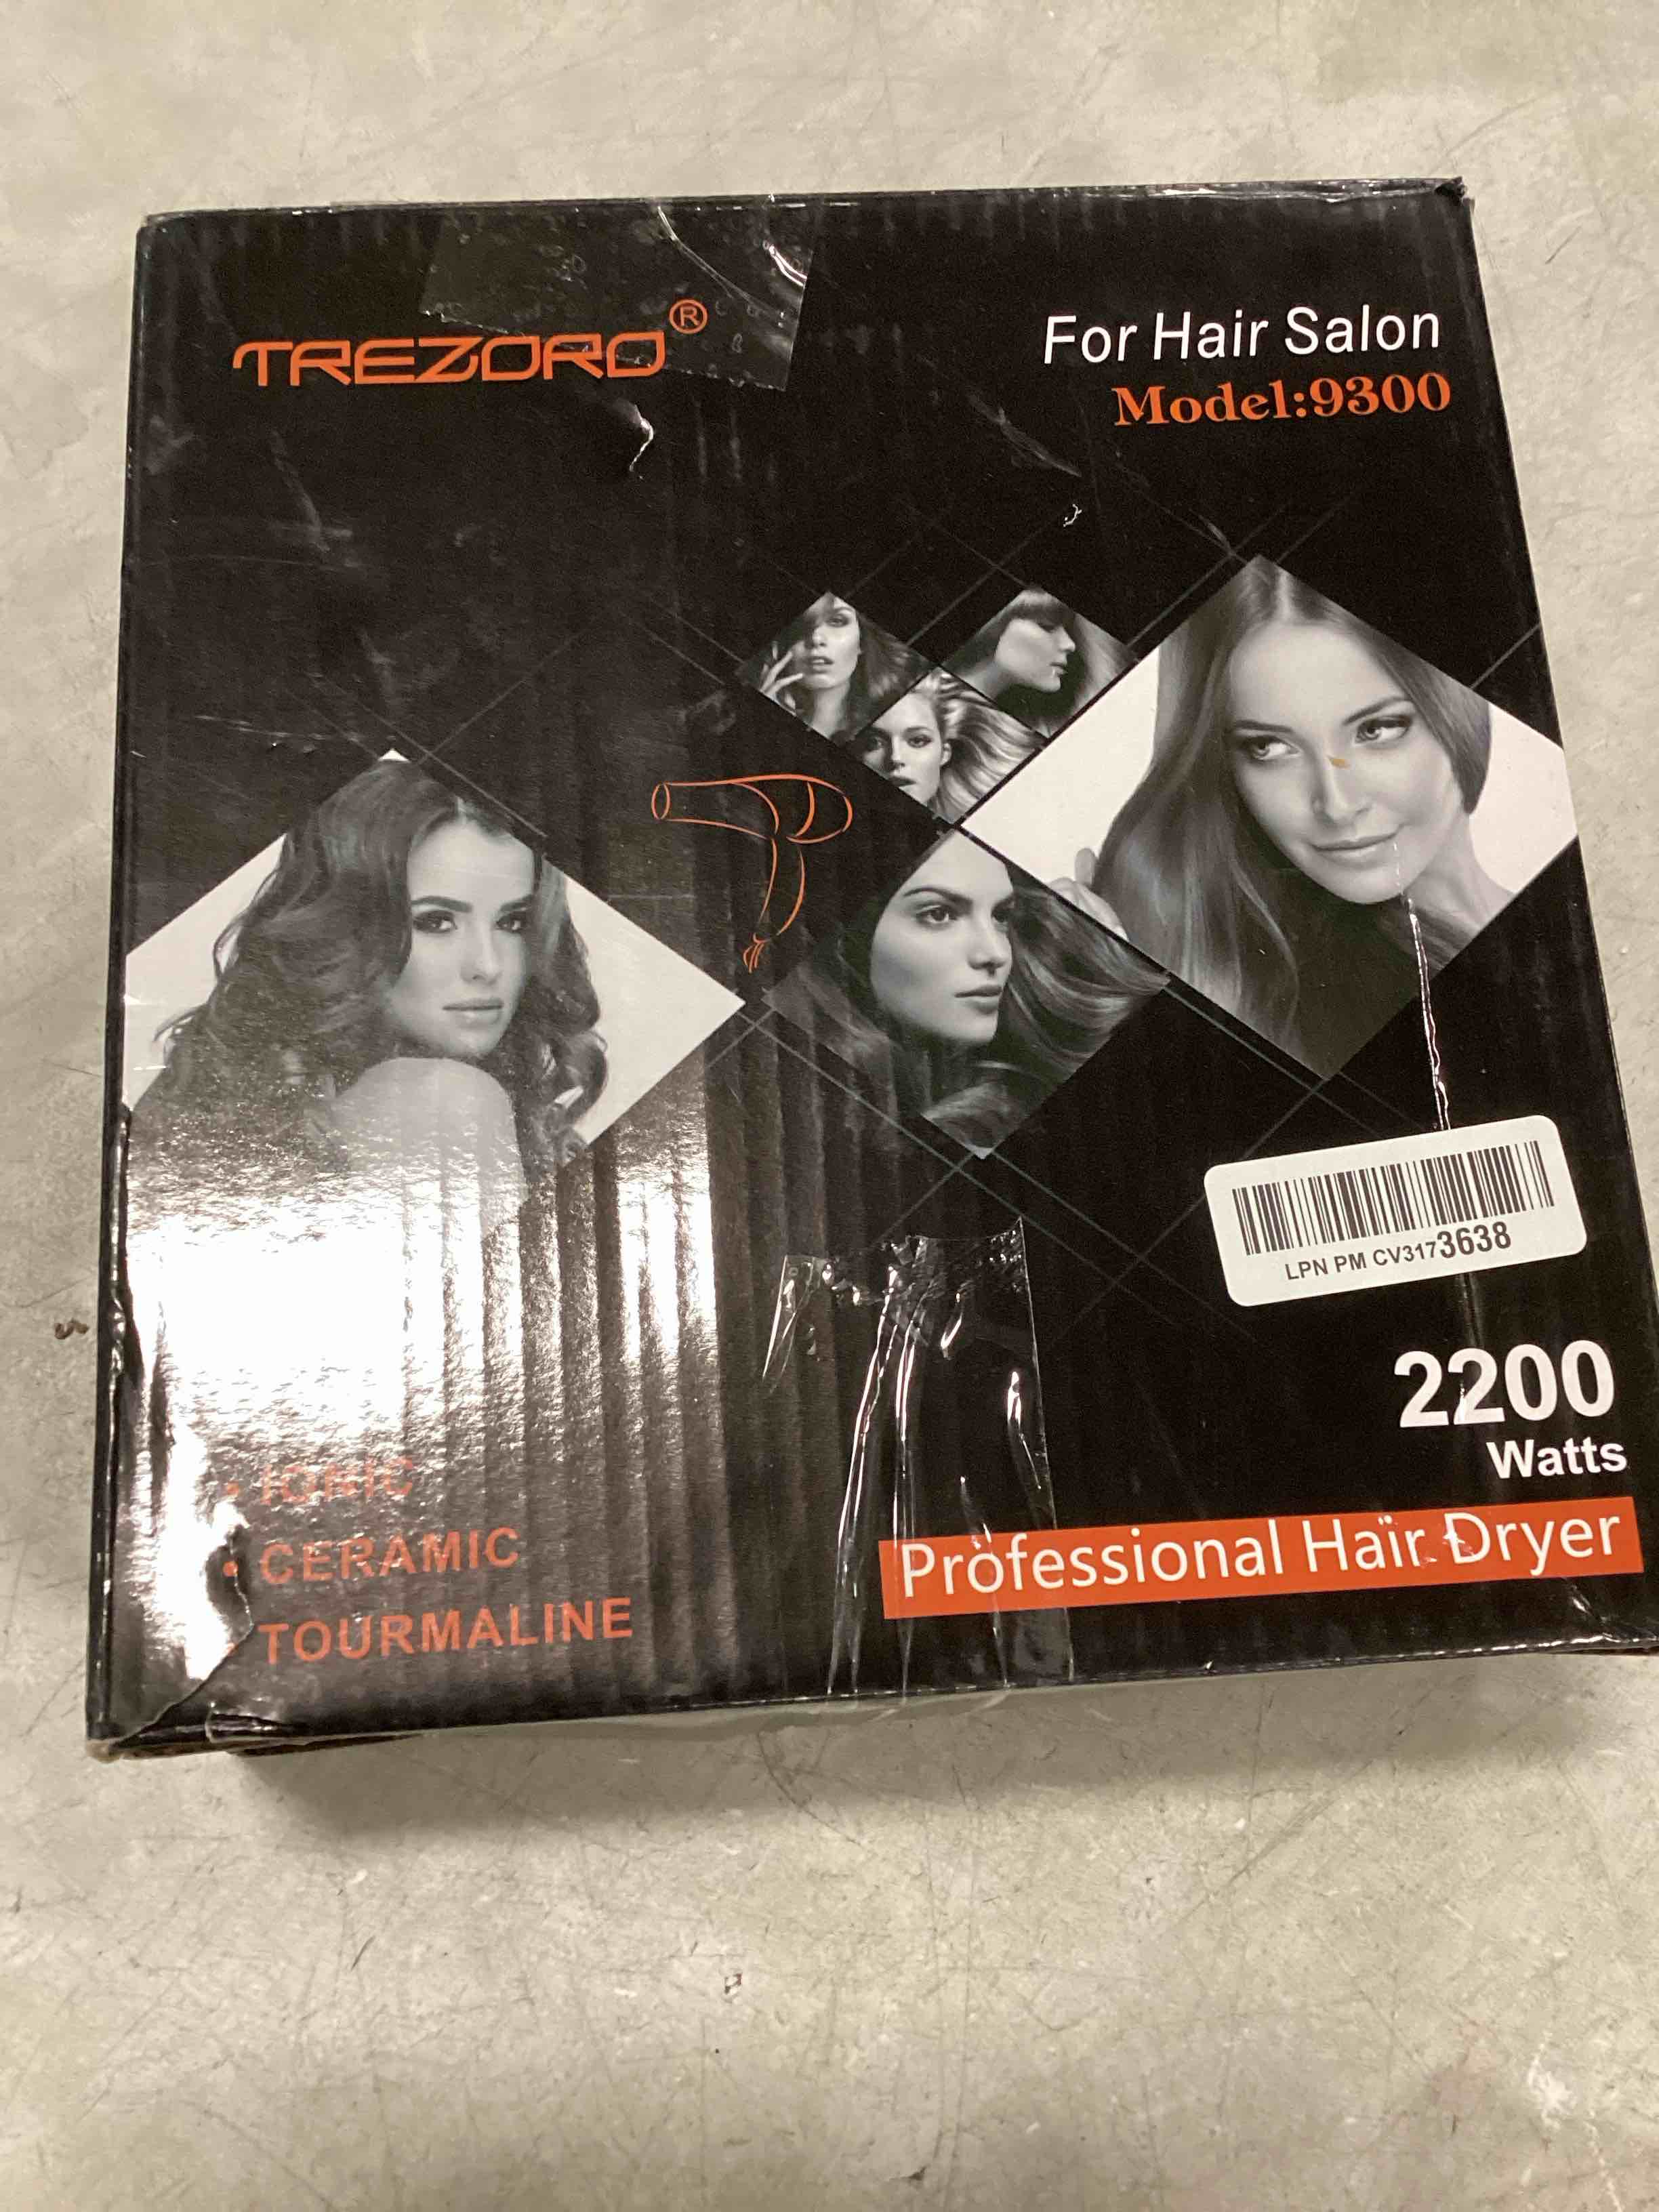 TREZORO®
For Hair Salon
Model:9300
LPN PM CV3173638
2200
Watts
Professional Hair Dryer
• IONIC
• CERAMIC
• TOURMALINE